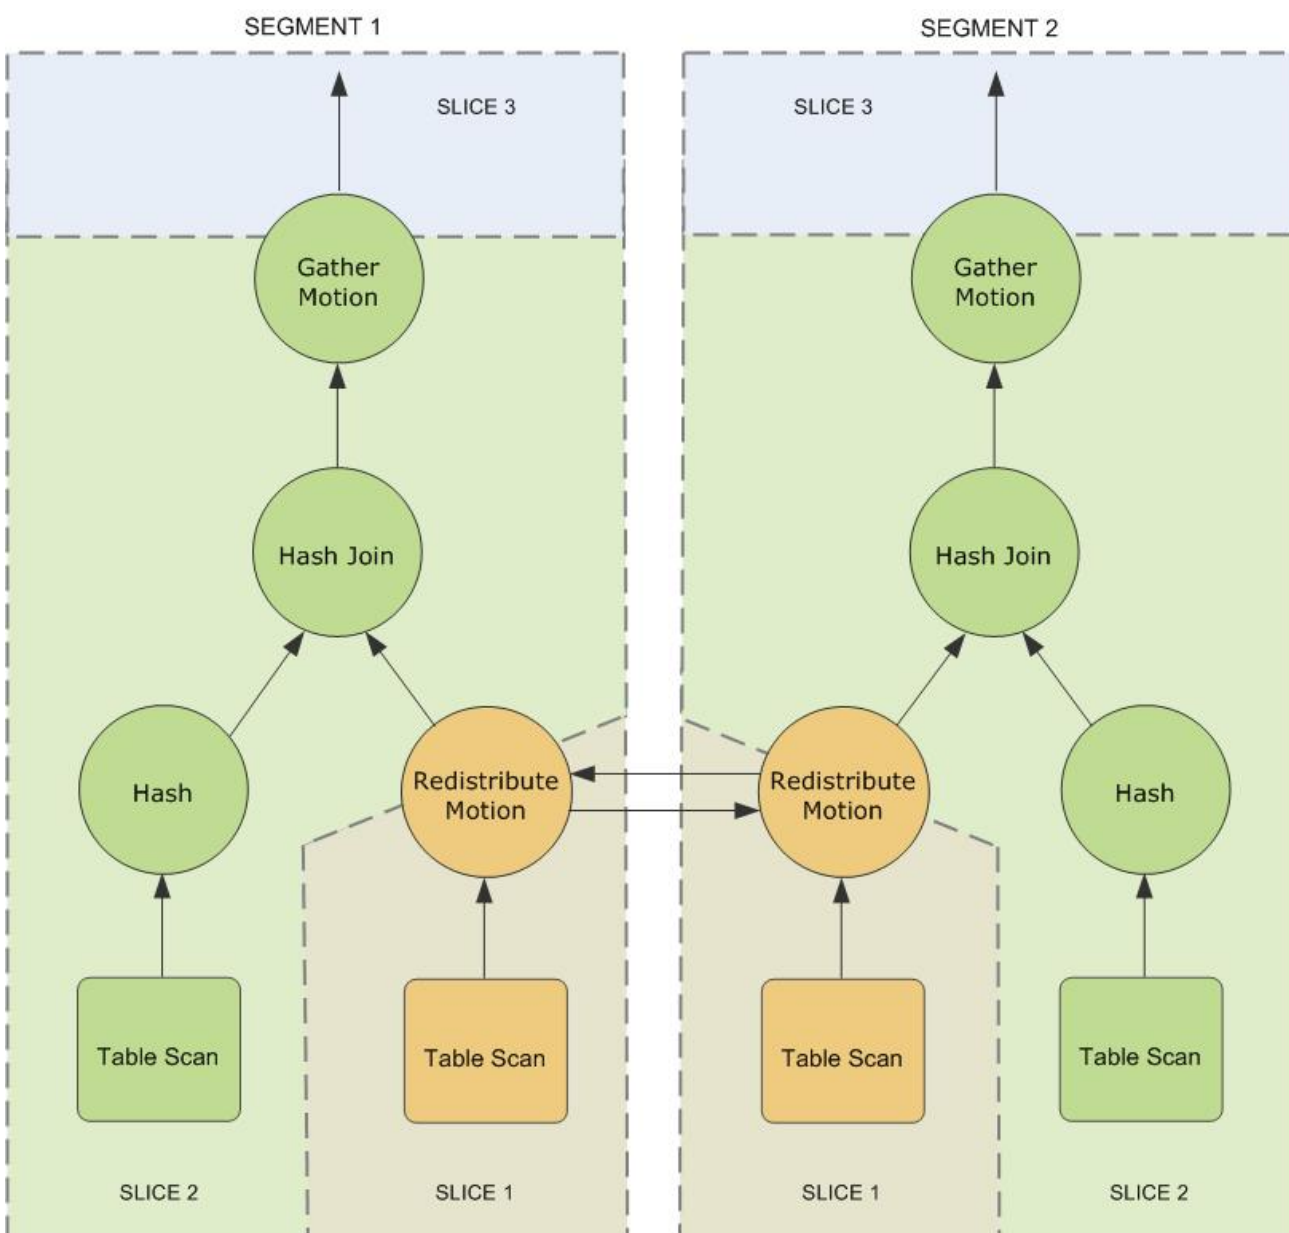 SEGMENT 1
SEGMENT 2
SLICE 3
SLICE 3
Gather
Motion
Gather
Motion
Hash Join
Hash Join
Hash
Redistribute
Motion
Redistribute
Motion
Hash
Table Scan
Table Scan
Table Scan
Table Scan
SLICE 2
SLICE 1
SLICE 1
SLICE 2